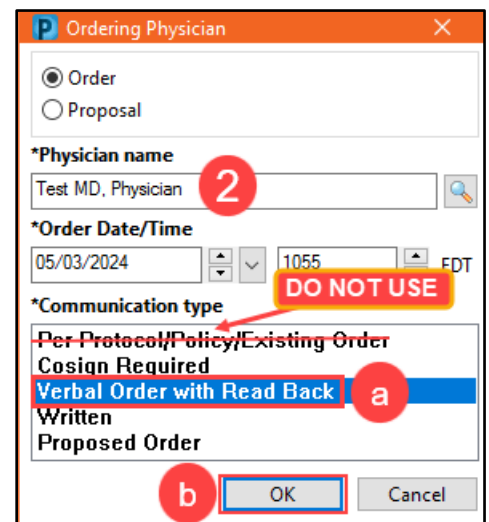 P Ordering Physician
Order
Proposal
*Physician name
Test MD, Physician 2
*Order Date/Time
05/03/2024 1055 EDT
DO NOT USE
*Communication type
Per Protocol/Policy/Existing Order
Cosign Required
Verbal Order with Read Back a
Written
Proposed Order
b OK Cancel